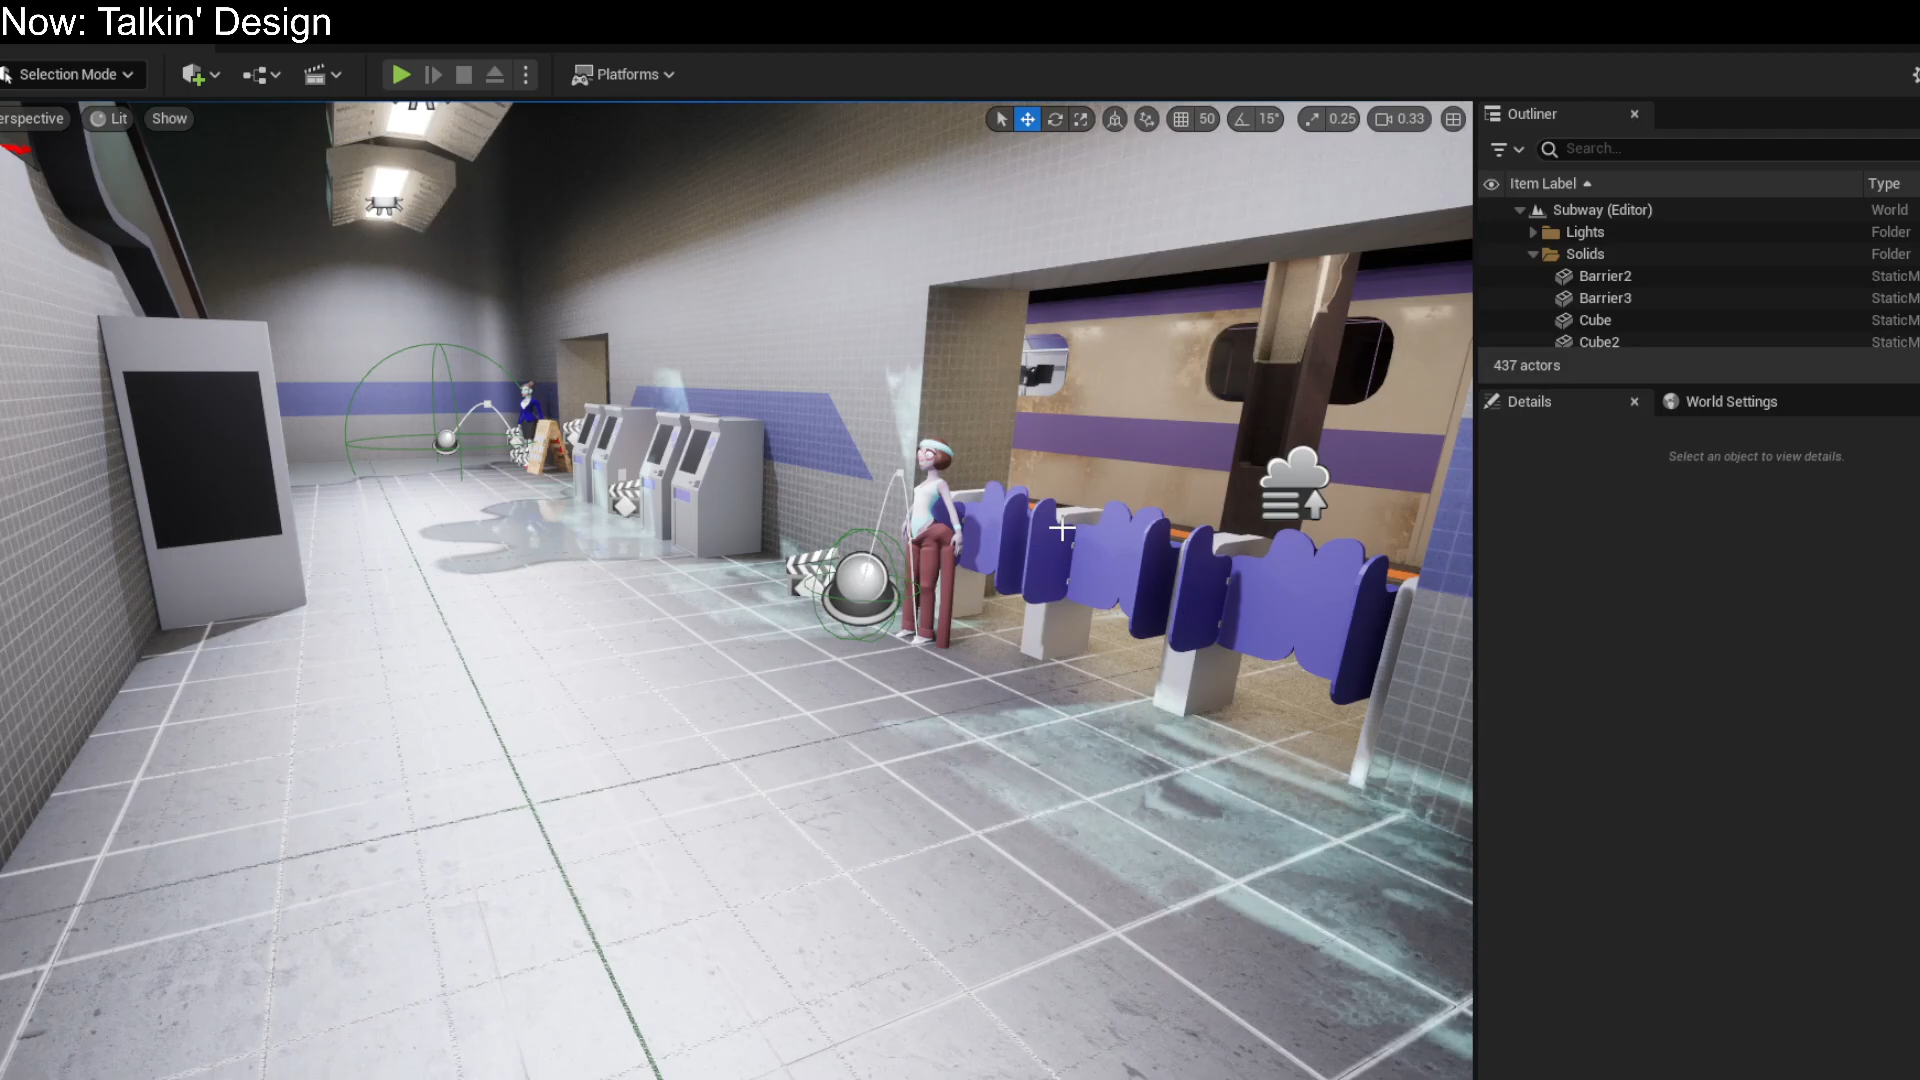 Now: Talkin' Design
Selection Mode
Platforms
erspective
Lit
Show
50
15°
0.25
0.33
Outliner
Search...
Item Label
Type
Subway (Editor)
World
Lights
Folder
Solids
Folder
Barrier2
StaticM
Barrier3
StaticM
Cube
StaticM
Cube2
StaticM
437 actors
Details
World Settings
Select an object to view details.